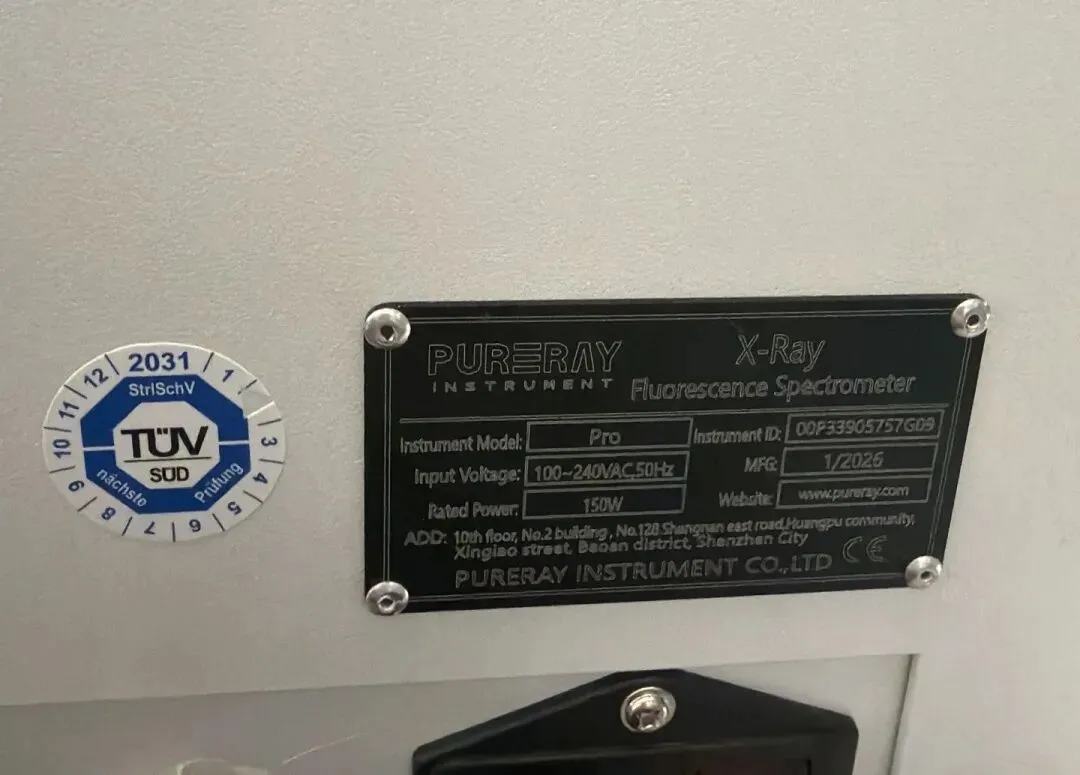 2031
StrlSchV
TÜV
SÜD
nächste Prüfung
1
3
4
5
6
7
8
9
10
11
12
PURERAY
INSTRUMENT
X-Ray
Fluorescence Spectrometer
Instrument Model: Pro
Instrument ID: 00P33905757G09
Input Voltage: 100~240VAC,50Hz
MFG: 1/2026
Rated Power: 150W
Website: www.pureray.com
ADD: 10th floor, No.2 building , No.128 Shangnan east road,Huangpu community,
Xingiao street, Baoan district, Shenzhen City
CE
PURERAY INSTRUMENT CO.,LTD